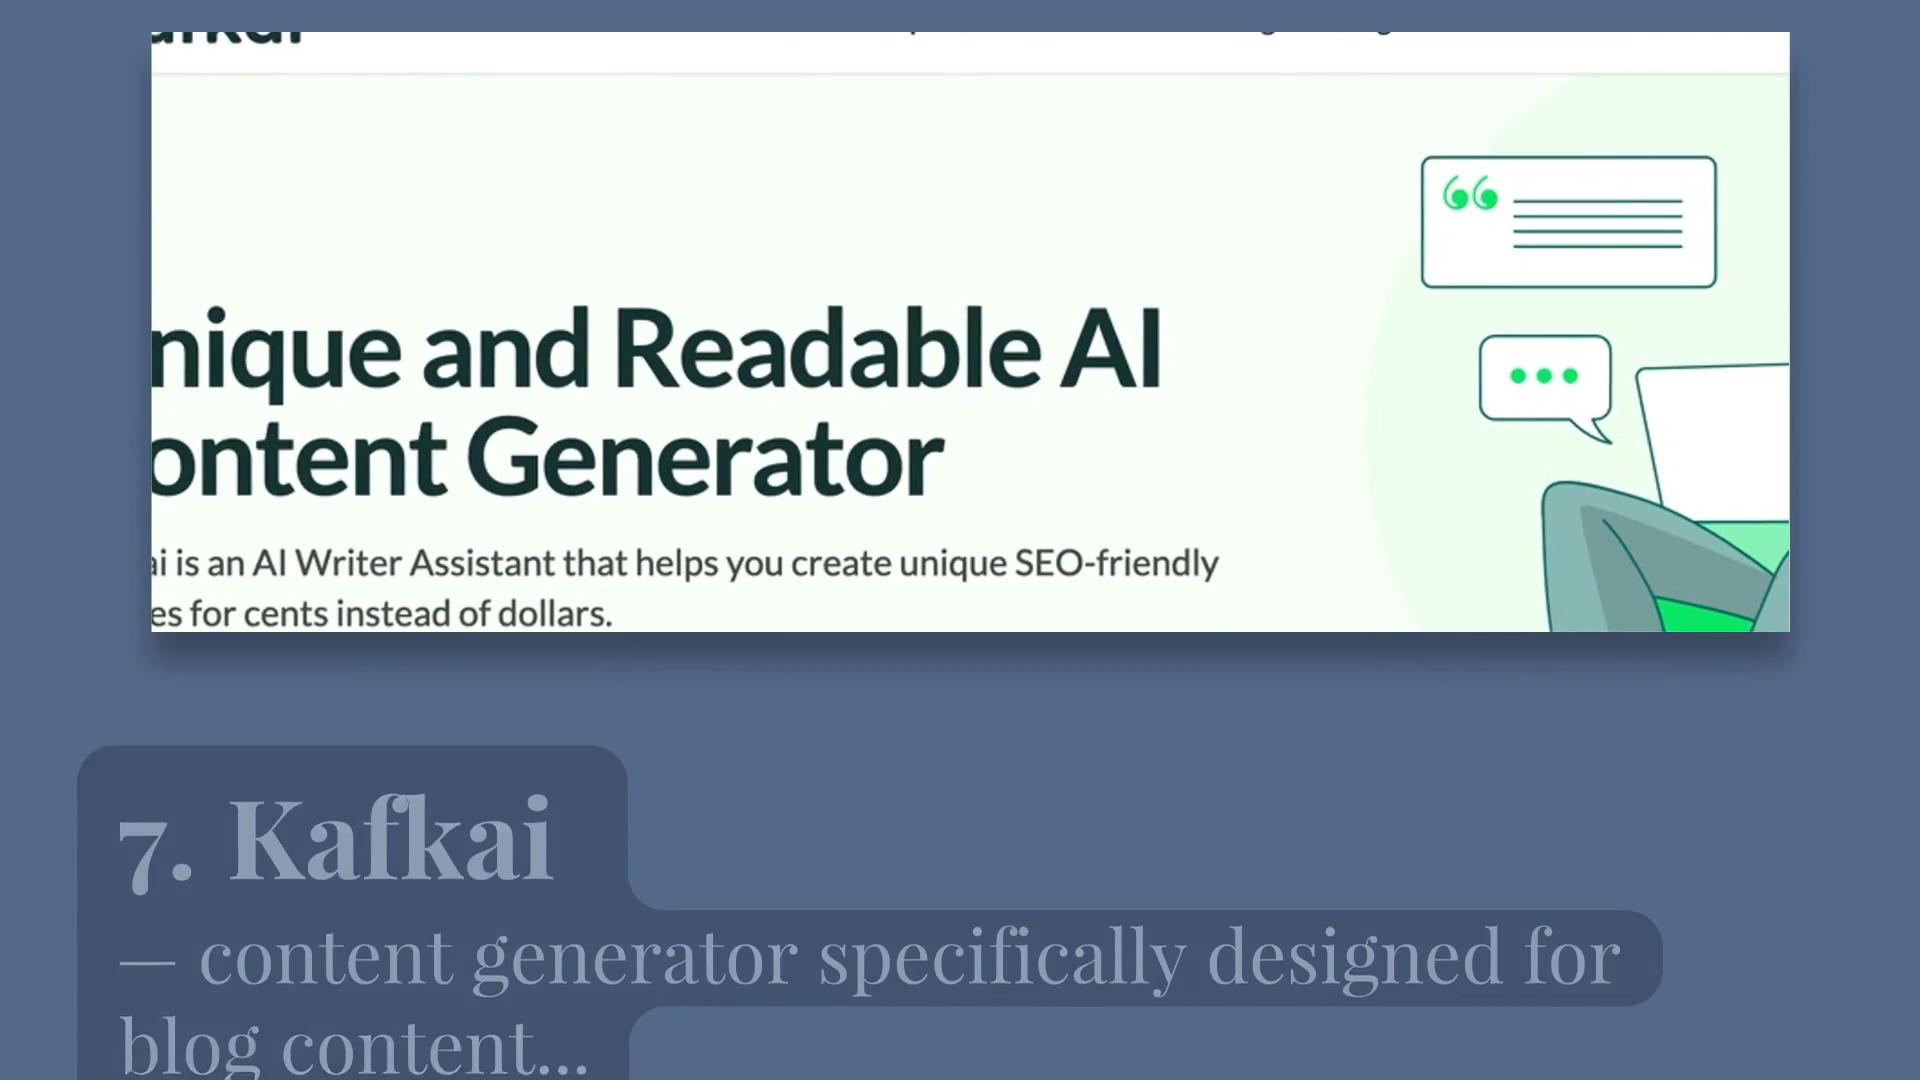 nique and Readable AI
ontent Generator
ai is an AI Writer Assistant that helps you create unique SEO-friendly
es for cents instead of dollars.
7. Kafkai
— content generator specifically designed for
blog content...